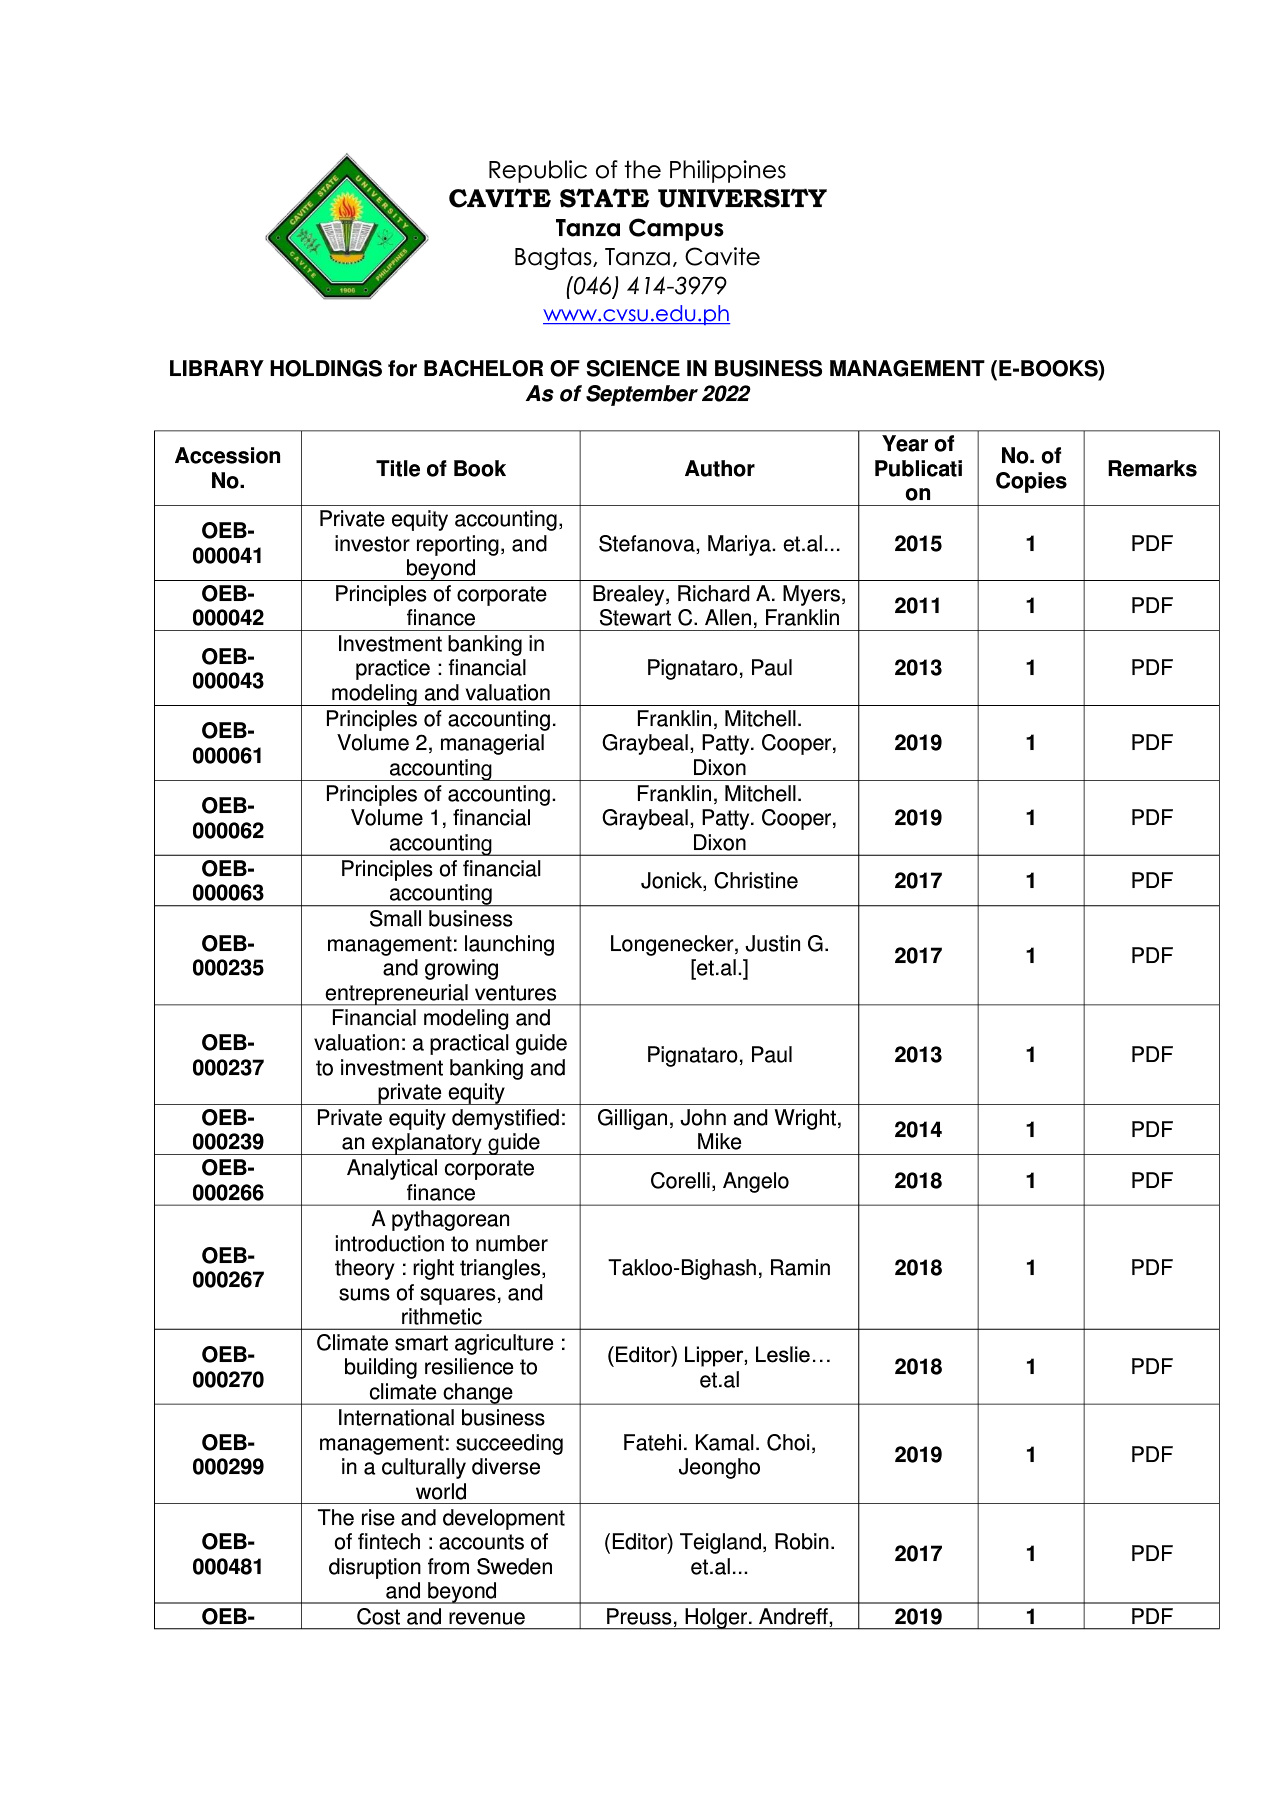 Republic of the Philippines
CAVITE STATE UNIVERSITY
Tanza Campus
Bagtas, Tanza, Cavite
(046) 414-3979
www.cvsu.edu.ph
CAVITE STATE UNIVERSITY
CAVITE 1906 PHILIPPINES
LIBRARY HOLDINGS for BACHELOR OF SCIENCE IN BUSINESS MANAGEMENT (E-BOOKS)
As of September 2022
Accession
No.
Title of Book
Author
Year of
Publicati
on
No. of
Copies
Remarks
OEB-
000041
Private equity accounting,
investor reporting, and
beyond
Stefanova, Mariya. et.al...
2015
1
PDF
OEB-
000042
Principles of corporate
finance
Brealey, Richard A. Myers,
Stewart C. Allen, Franklin
2011
1
PDF
OEB-
000043
Investment banking in
practice : financial
modeling and valuation
Pignataro, Paul
2013
1
PDF
OEB-
000061
Principles of accounting.
Volume 2, managerial
accounting
Franklin, Mitchell.
Graybeal, Patty. Cooper,
Dixon
2019
1
PDF
OEB-
000062
Principles of accounting.
Volume 1, financial
accounting
Franklin, Mitchell.
Graybeal, Patty. Cooper,
Dixon
2019
1
PDF
OEB-
000063
Principles of financial
accounting
Jonick, Christine
2017
1
PDF
OEB-
000235
Small business
management: launching
and growing
entrepreneurial ventures
Longenecker, Justin G.
[et.al.]
2017
1
PDF
OEB-
000237
Financial modeling and
valuation: a practical guide
to investment banking and
private equity
Pignataro, Paul
2013
1
PDF
OEB-
000239
Private equity demystified:
an explanatory guide
Gilligan, John and Wright,
Mike
2014
1
PDF
OEB-
000266
Analytical corporate
finance
Corelli, Angelo
2018
1
PDF
OEB-
000267
A pythagorean
introduction to number
theory : right triangles,
sums of squares, and
rithmetic
Takloo-Bighash, Ramin
2018
1
PDF
OEB-
000270
Climate smart agriculture :
building resilience to
climate change
(Editor) Lipper, Leslie…
et.al
2018
1
PDF
OEB-
000299
International business
management: succeeding
in a culturally diverse
world
Fatehi. Kamal. Choi,
Jeongho
2019
1
PDF
OEB-
000481
The rise and development
of fintech : accounts of
disruption from Sweden
and beyond
(Editor) Teigland, Robin.
et.al...
2017
1
PDF
OEB-
Cost and revenue
Preuss, Holger. Andreff,
2019
1
PDF